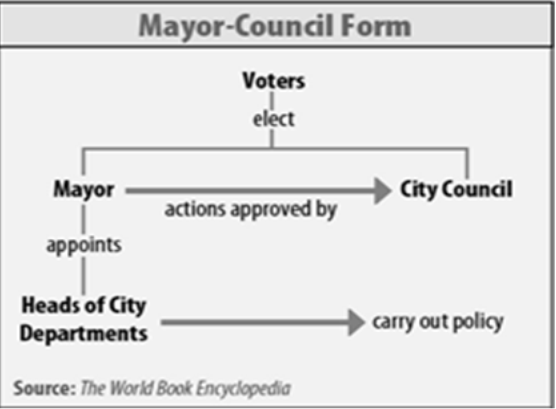 Mayor-Council Form
Voters
elect
Mayor
City Council
actions approved by
appoints
Heads of City
Departments
carry out policy
Source: The World Book Encyclopedia